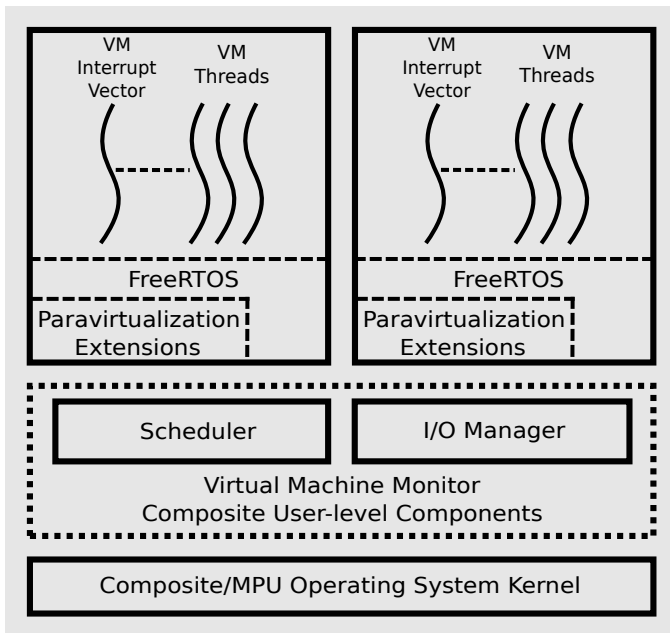 VM
Interrupt
Vector
VM
Threads
FreeRTOS
Paravirtualization
Extensions
VM
Interrupt
Vector
VM
Threads
FreeRTOS
Paravirtualization
Extensions
Scheduler
I/O Manager
Virtual Machine Monitor
Composite User-level Components
Composite/MPU Operating System Kernel